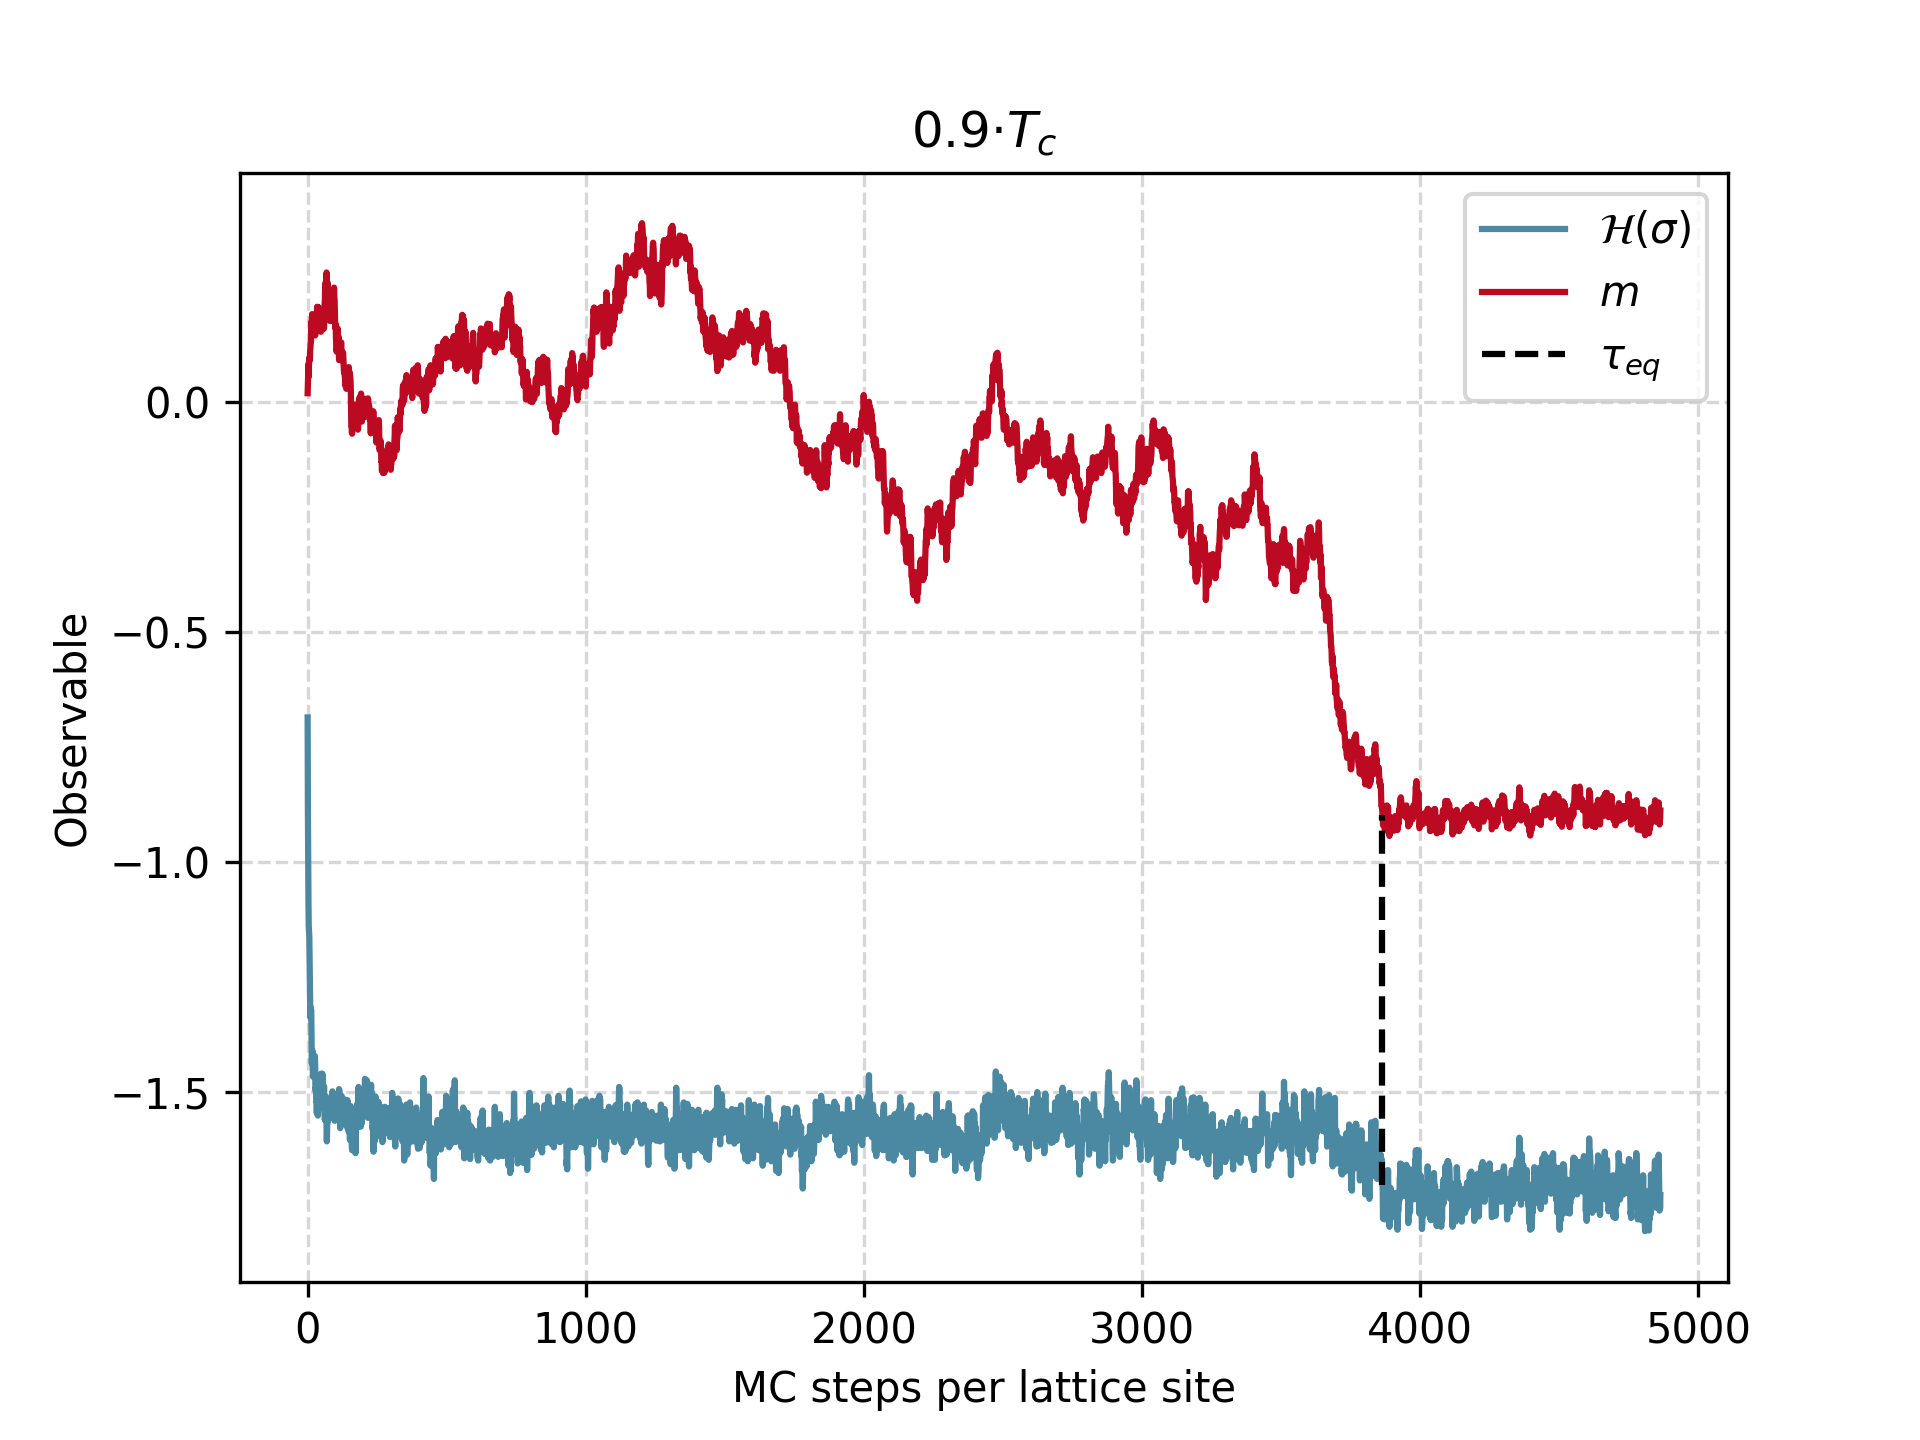 0.9·T_c
ℋ(σ)
m
τ_eq
Observable
0.0
−0.5
−1.0
−1.5
0 1000 2000 3000 4000 5000
MC steps per lattice site